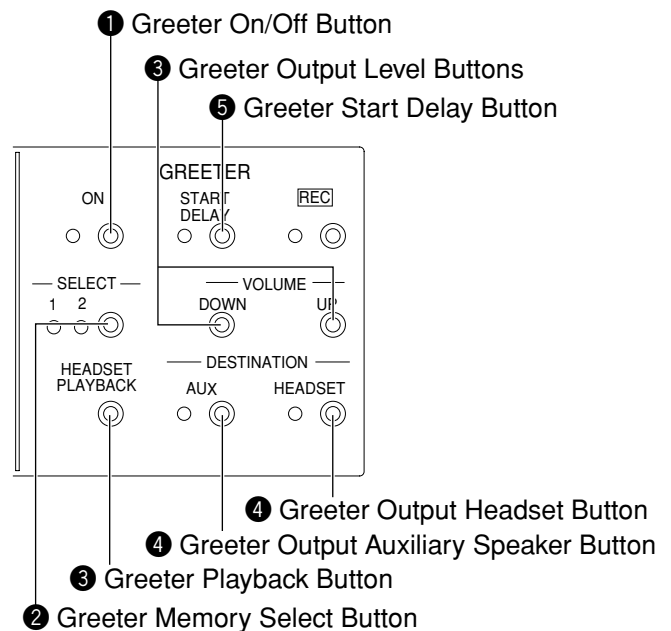 ❶ Greeter On/Off Button
❸ Greeter Output Level Buttons
❺ Greeter Start Delay Button
GREETER
ON
START
DELAY
REC
SELECT
1 2
VOLUME
DOWN
UP
HEADSET
PLAYBACK
DESTINATION
AUX
HEADSET
❹ Greeter Output Headset Button
❹ Greeter Output Auxiliary Speaker Button
❸ Greeter Playback Button
❷ Greeter Memory Select Button